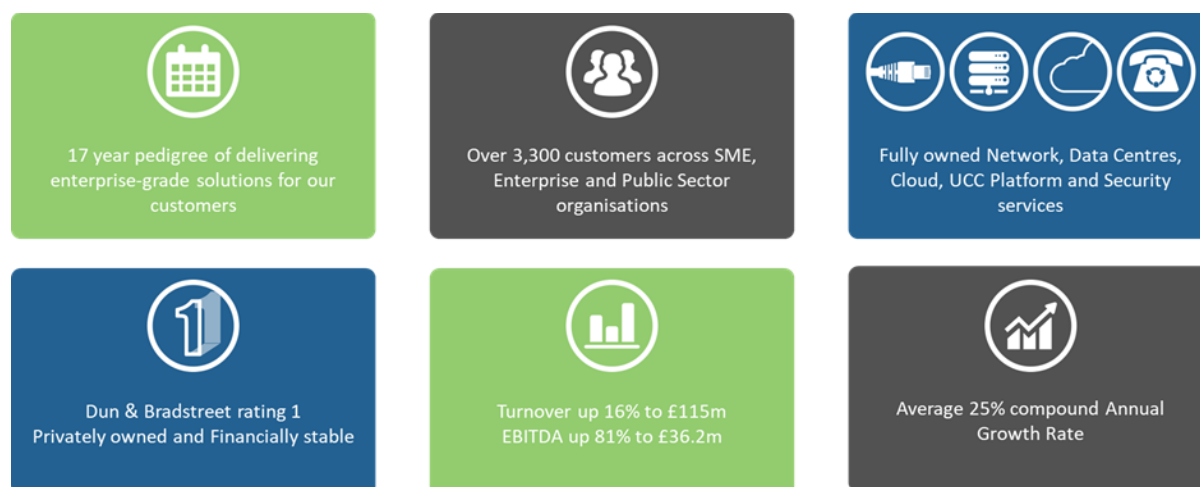 17 year pedigree of delivering
enterprise-grade solutions for our
customers
Over 3,300 customers across SME,
Enterprise and Public Sector
organisations
Fully owned Network, Data Centres,
Cloud, UCC Platform and Security
services
1
Dun & Bradstreet rating 1
Privately owned and Financially stable
Turnover up 16% to £115m
EBITDA up 81% to £36.2m
Average 25% compound Annual
Growth Rate